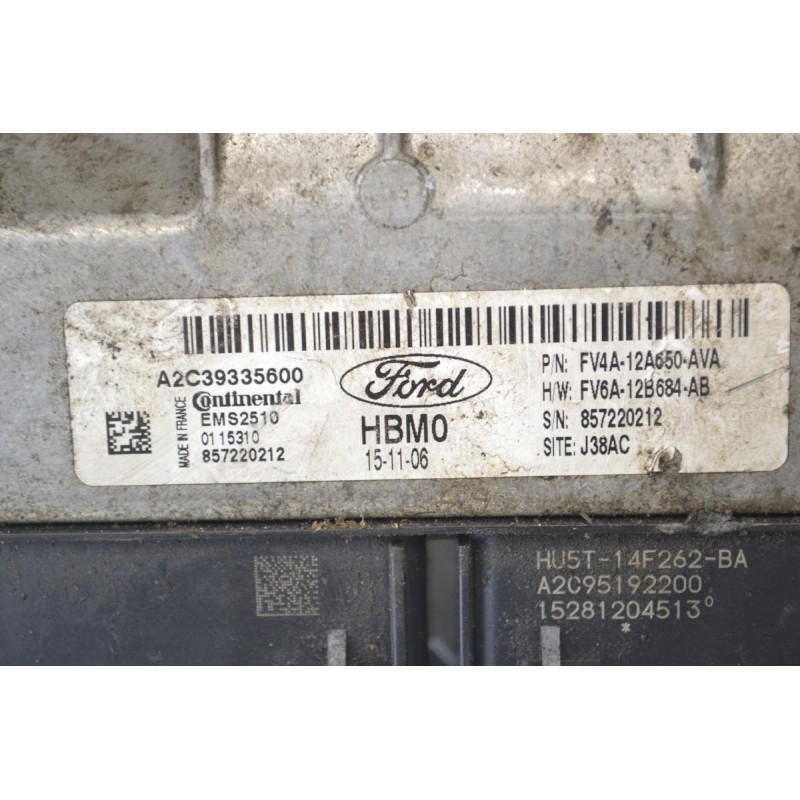 A2C39335600
MADE IN FRANCE
Continental
EMS2510
0115310
857220212
Ford
HBM0
15-11-06
P/N: FV4A-12A650-AVA
H/W: FV6A-12B684-AB
S/N: 857220212
SITE: J38AC
HU5T-14F262-BA
A2C95192200
15281204513°
*